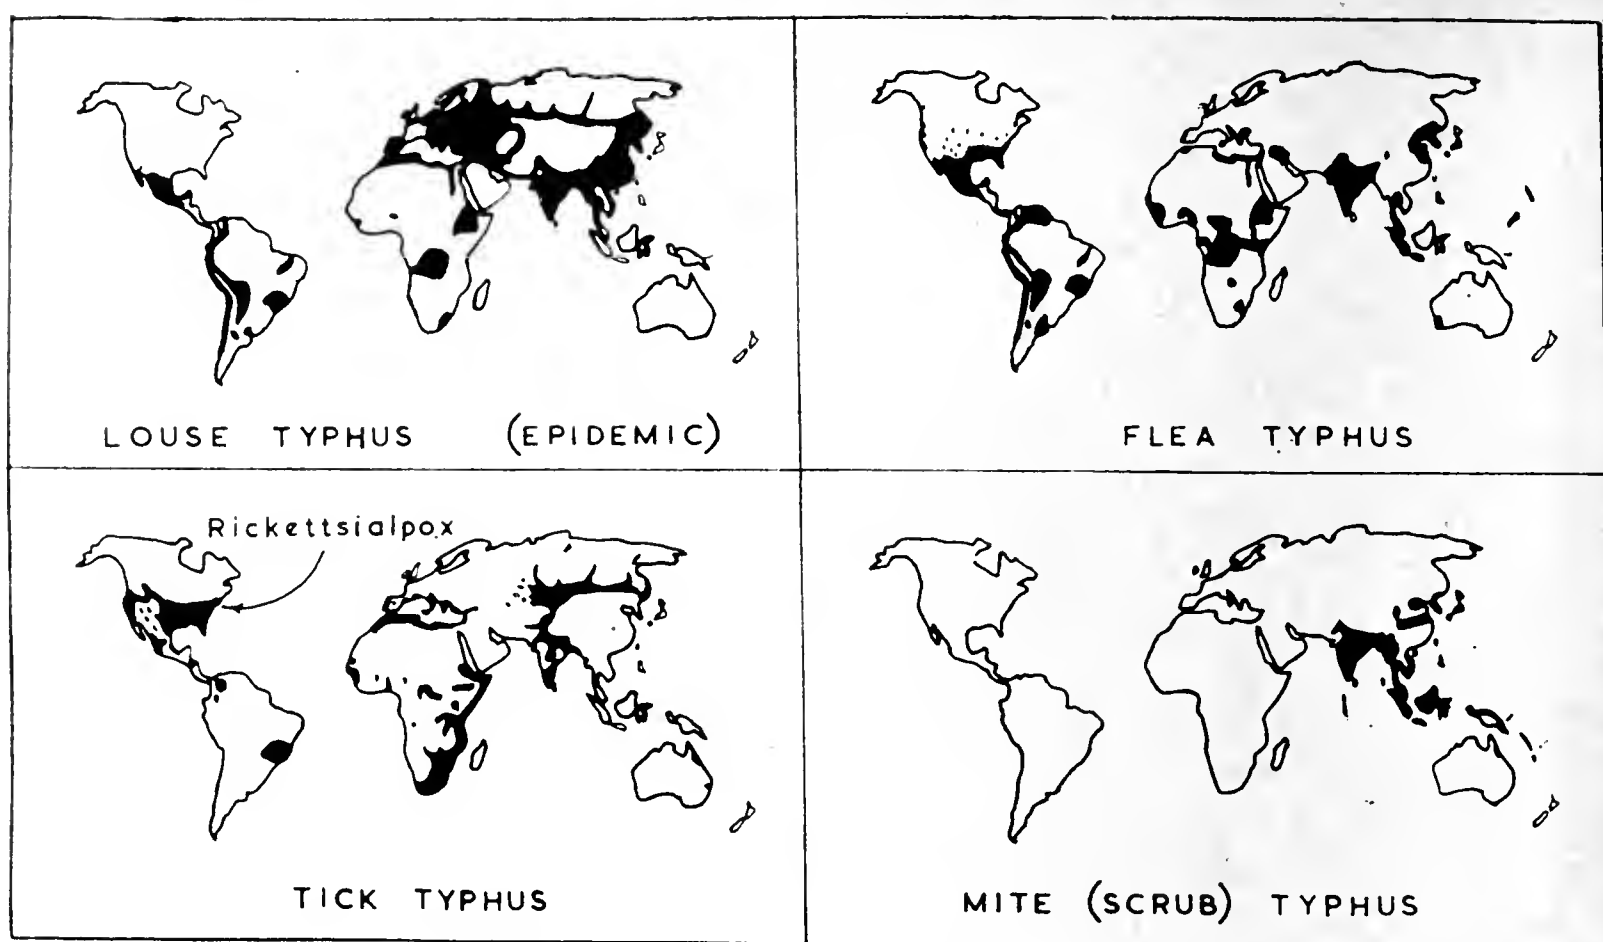 LOUSE TYPHUS (EPIDEMIC)
FLEA TYPHUS
Rickettsialpox
TICK TYPHUS
MITE (SCRUB) TYPHUS